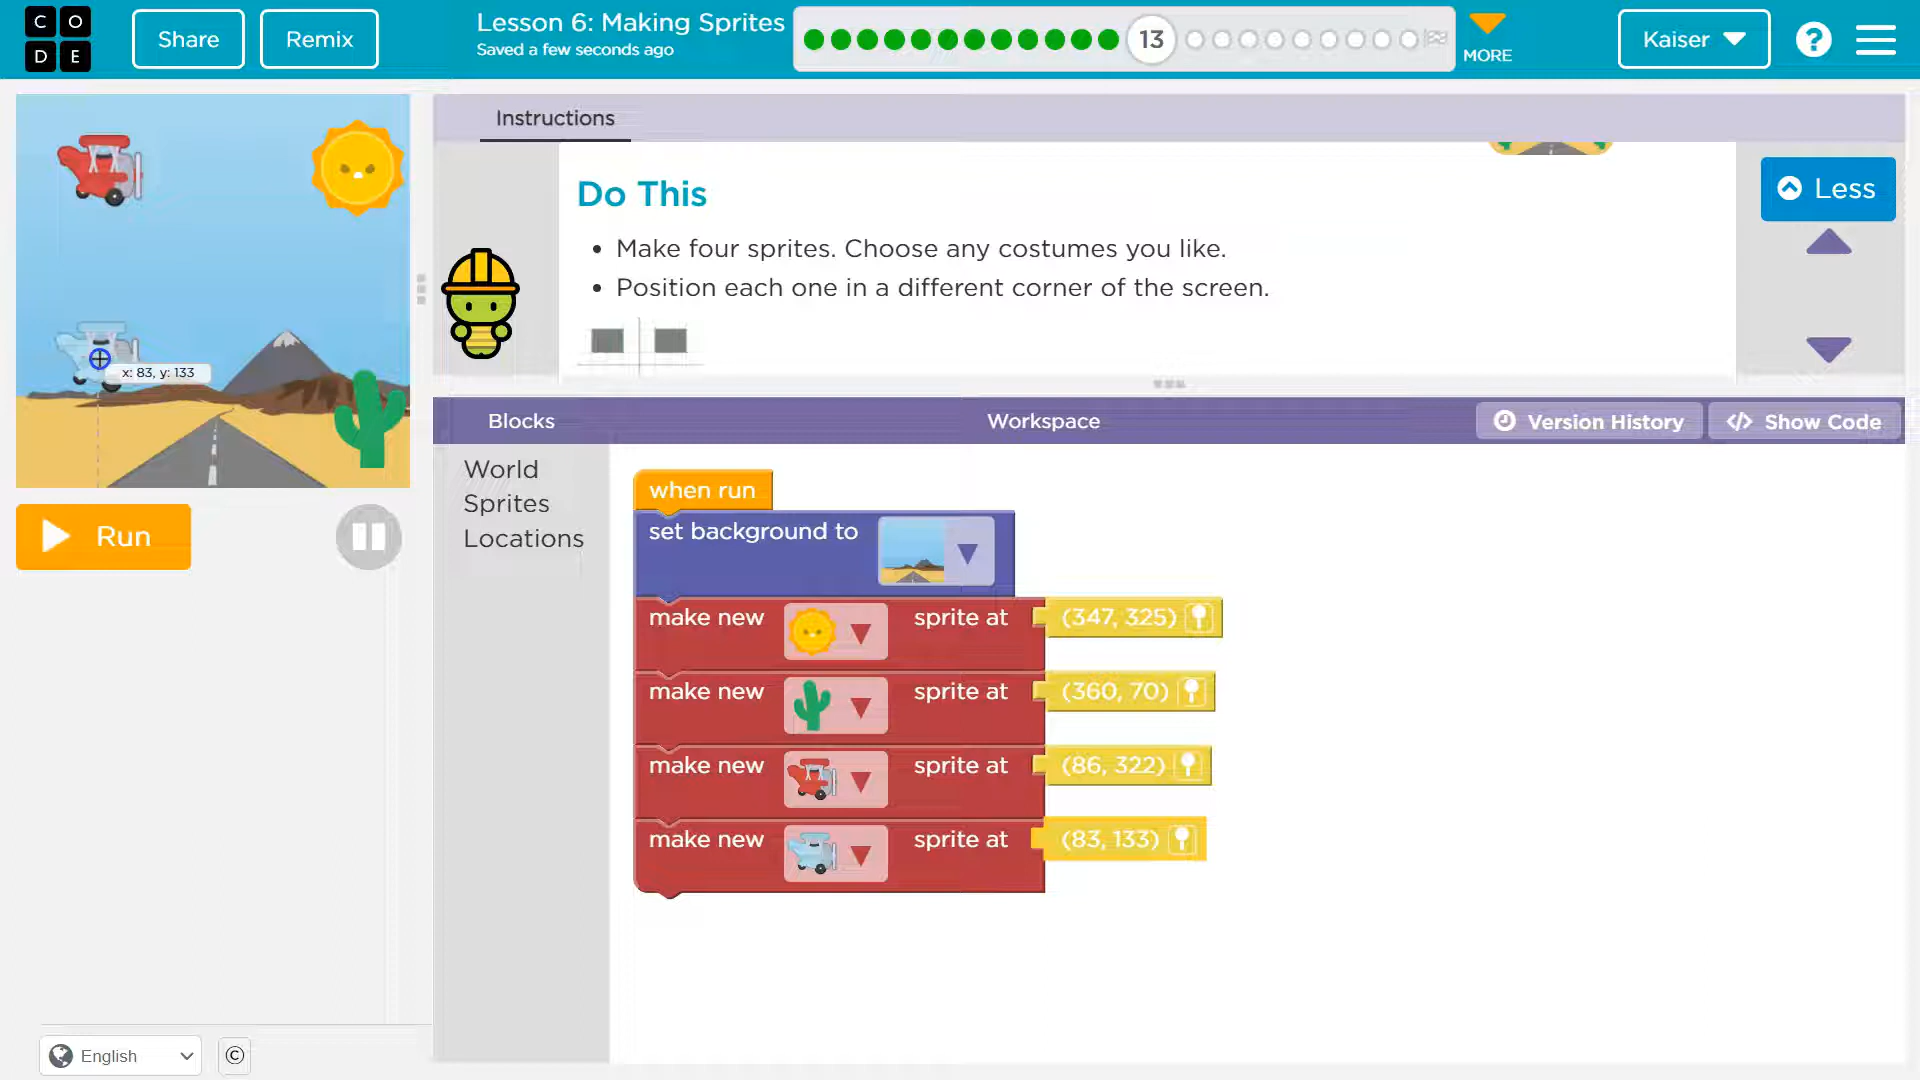 C O
D E
Share
Remix
Lesson 6: Making Sprites
Saved a few seconds ago
13
MORE
Kaiser
?
Instructions
Do This
• Make four sprites. Choose any costumes you like.
• Position each one in a different corner of the screen.
Less
x: 83, y: 133
Blocks
Workspace
Version History
</> Show Code
World
Sprites
Locations
Run
when run
set background to
make new sprite at (347, 325)
make new sprite at (360, 70)
make new sprite at (86, 322)
make new sprite at (83, 133)
English
©